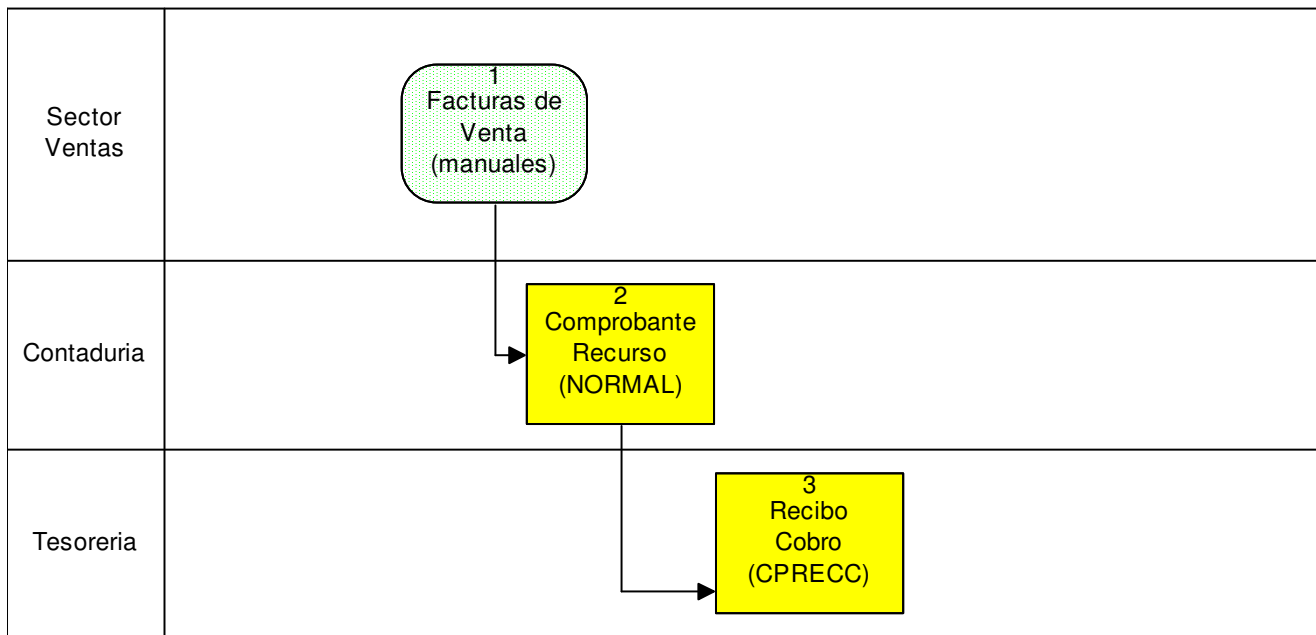 Sector
Ventas
1
Facturas de
Venta
(manuales)
Contaduria
2
Comprobante
Recurso
(NORMAL)
Tesoreria
3
Recibo
Cobro
(CPRECC)